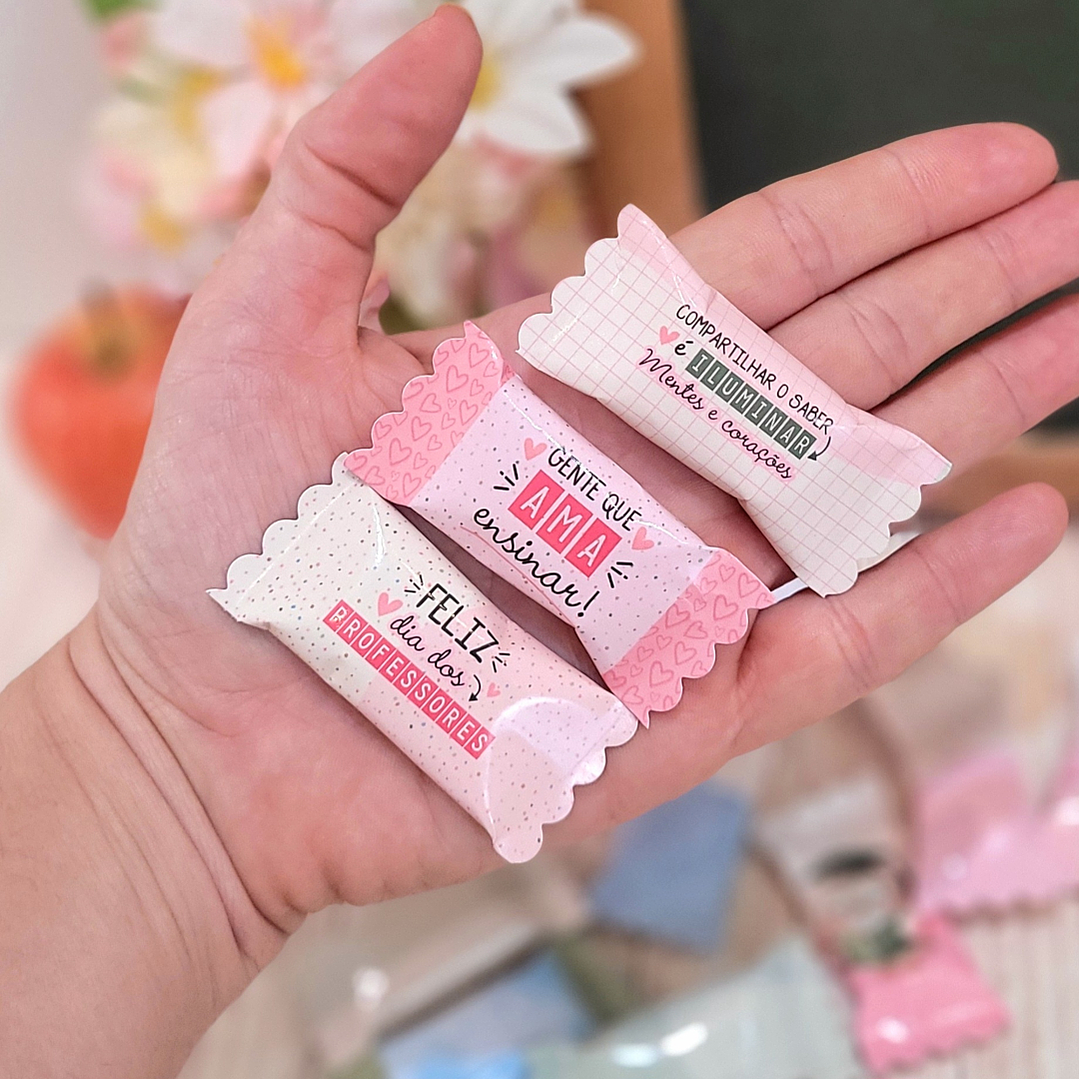 COMPARTILHAR O SABER
é ILUMINAR
Mentes e corações
GENTE QUE
AMA
ensinar!
FELIZ
dia dos
PROFESSORES